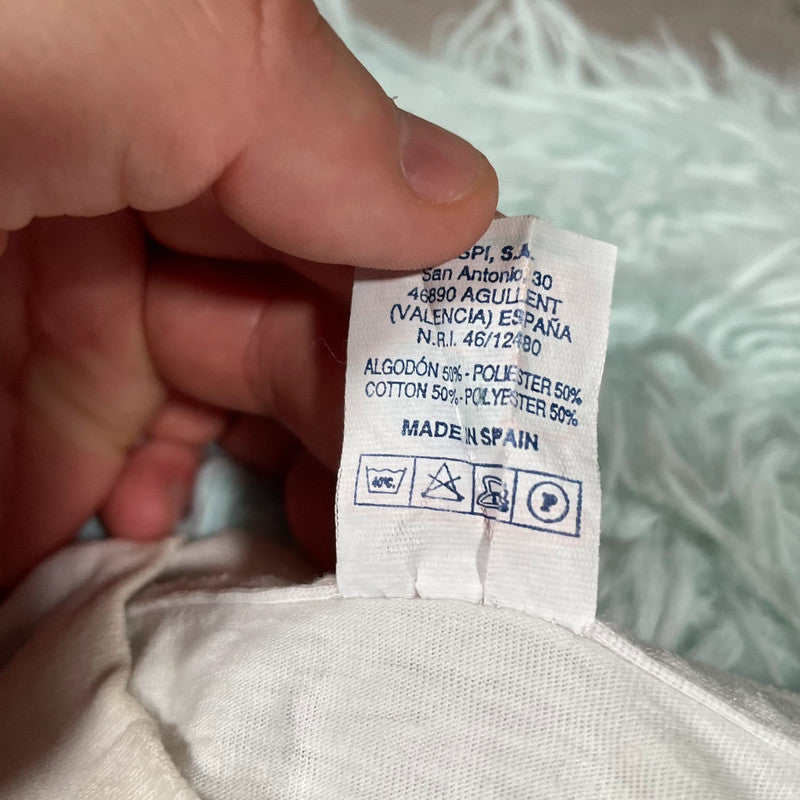 S.A.
San Antonio, 30
46890 AGULLENT
(VALENCIA) ESPAÑA
N.R.I. 46/12480
ALGODÓN 50% - POLIESTER 50%
COTTON 50% - POLYESTER 50%
MADE IN SPAIN
40°C.
P